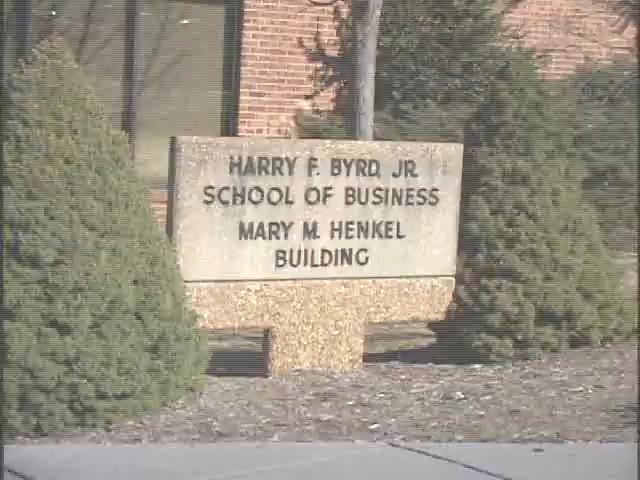 HARRY F. BYRD, JR.
SCHOOL OF BUSINESS
MARY M. HENKEL
BUILDING